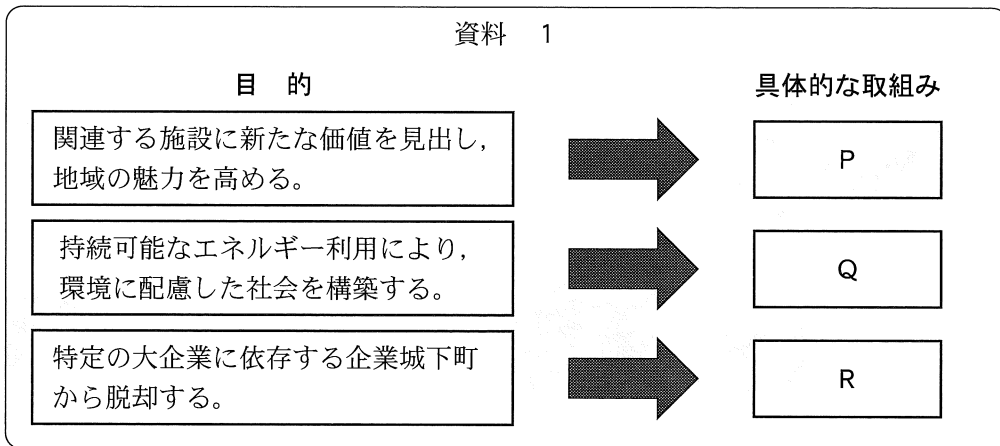 資料 1
目 的
具体的な取組み
関連する施設に新たな価値を見出し,
地域の魅力を高める。
P
持続可能なエネルギー利用により,
環境に配慮した社会を構築する。
Q
特定の大企業に依存する企業城下町
から脱却する。
R